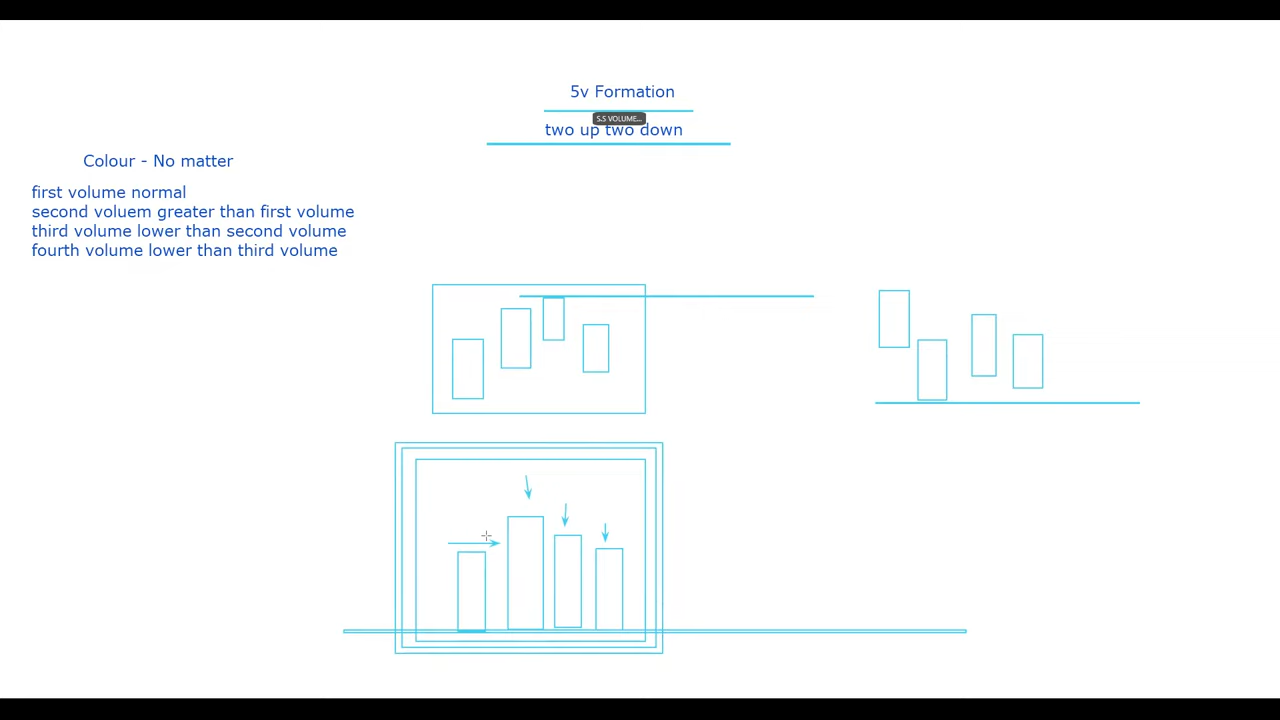 5v Formation
S.S VOLUME...
two up two down
Colour - No matter
first volume normal
second voluem greater than first volume
third volume lower than second volume
fourth volume lower than third volume